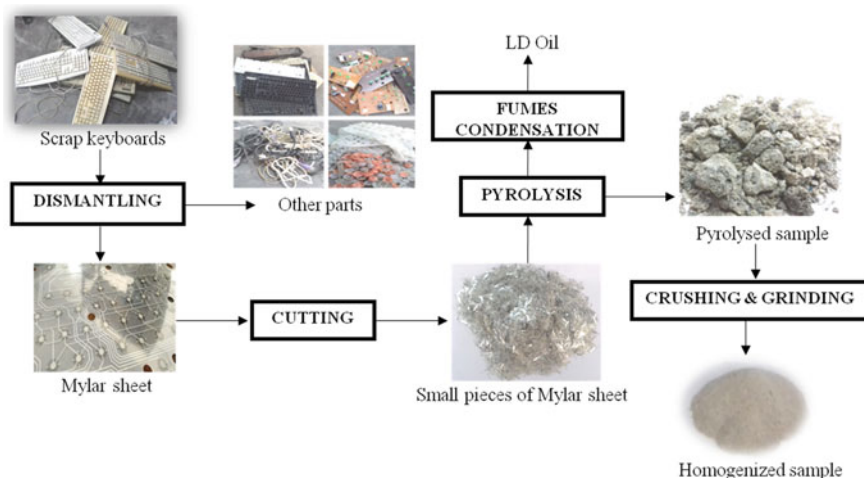 Scrap keyboards
DISMANTLING
Other parts
Mylar sheet
CUTTING
Small pieces of Mylar sheet
PYROLYSIS
FUMES
CONDENSATION
LD Oil
Pyrolysed sample
CRUSHING & GRINDING
Homogenized sample